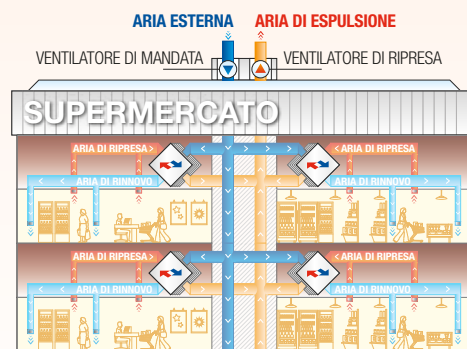 ARIA ESTERNA ARIA DI ESPULSIONE
VENTILATORE DI MANDATA VENTILATORE DI RIPRESA
SUPERMERCATO
ARIA DI RIPRESA> <ARIA DI RIPRESA
< ARIA DI RINNOVO ARIA DI RINNOVO >
ARIA DI RIPRESA> <ARIA DI RIPRESA
< ARIA DI RINNOVO ARIA DI RINNOVO >